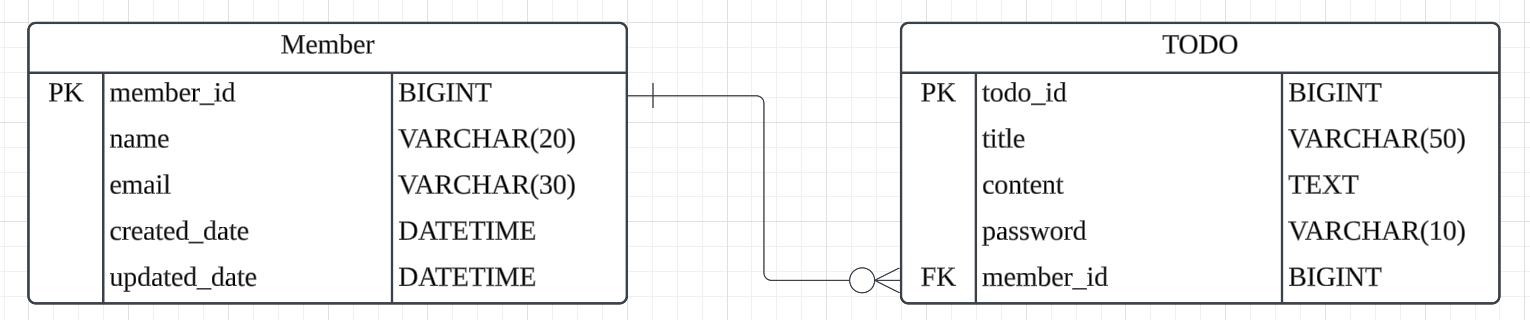 Member
PK member_id BIGINT
name VARCHAR(20)
email VARCHAR(30)
created_date DATETIME
updated_date DATETIME
TODO
PK todo_id BIGINT
title VARCHAR(50)
content TEXT
password VARCHAR(10)
FK member_id BIGINT